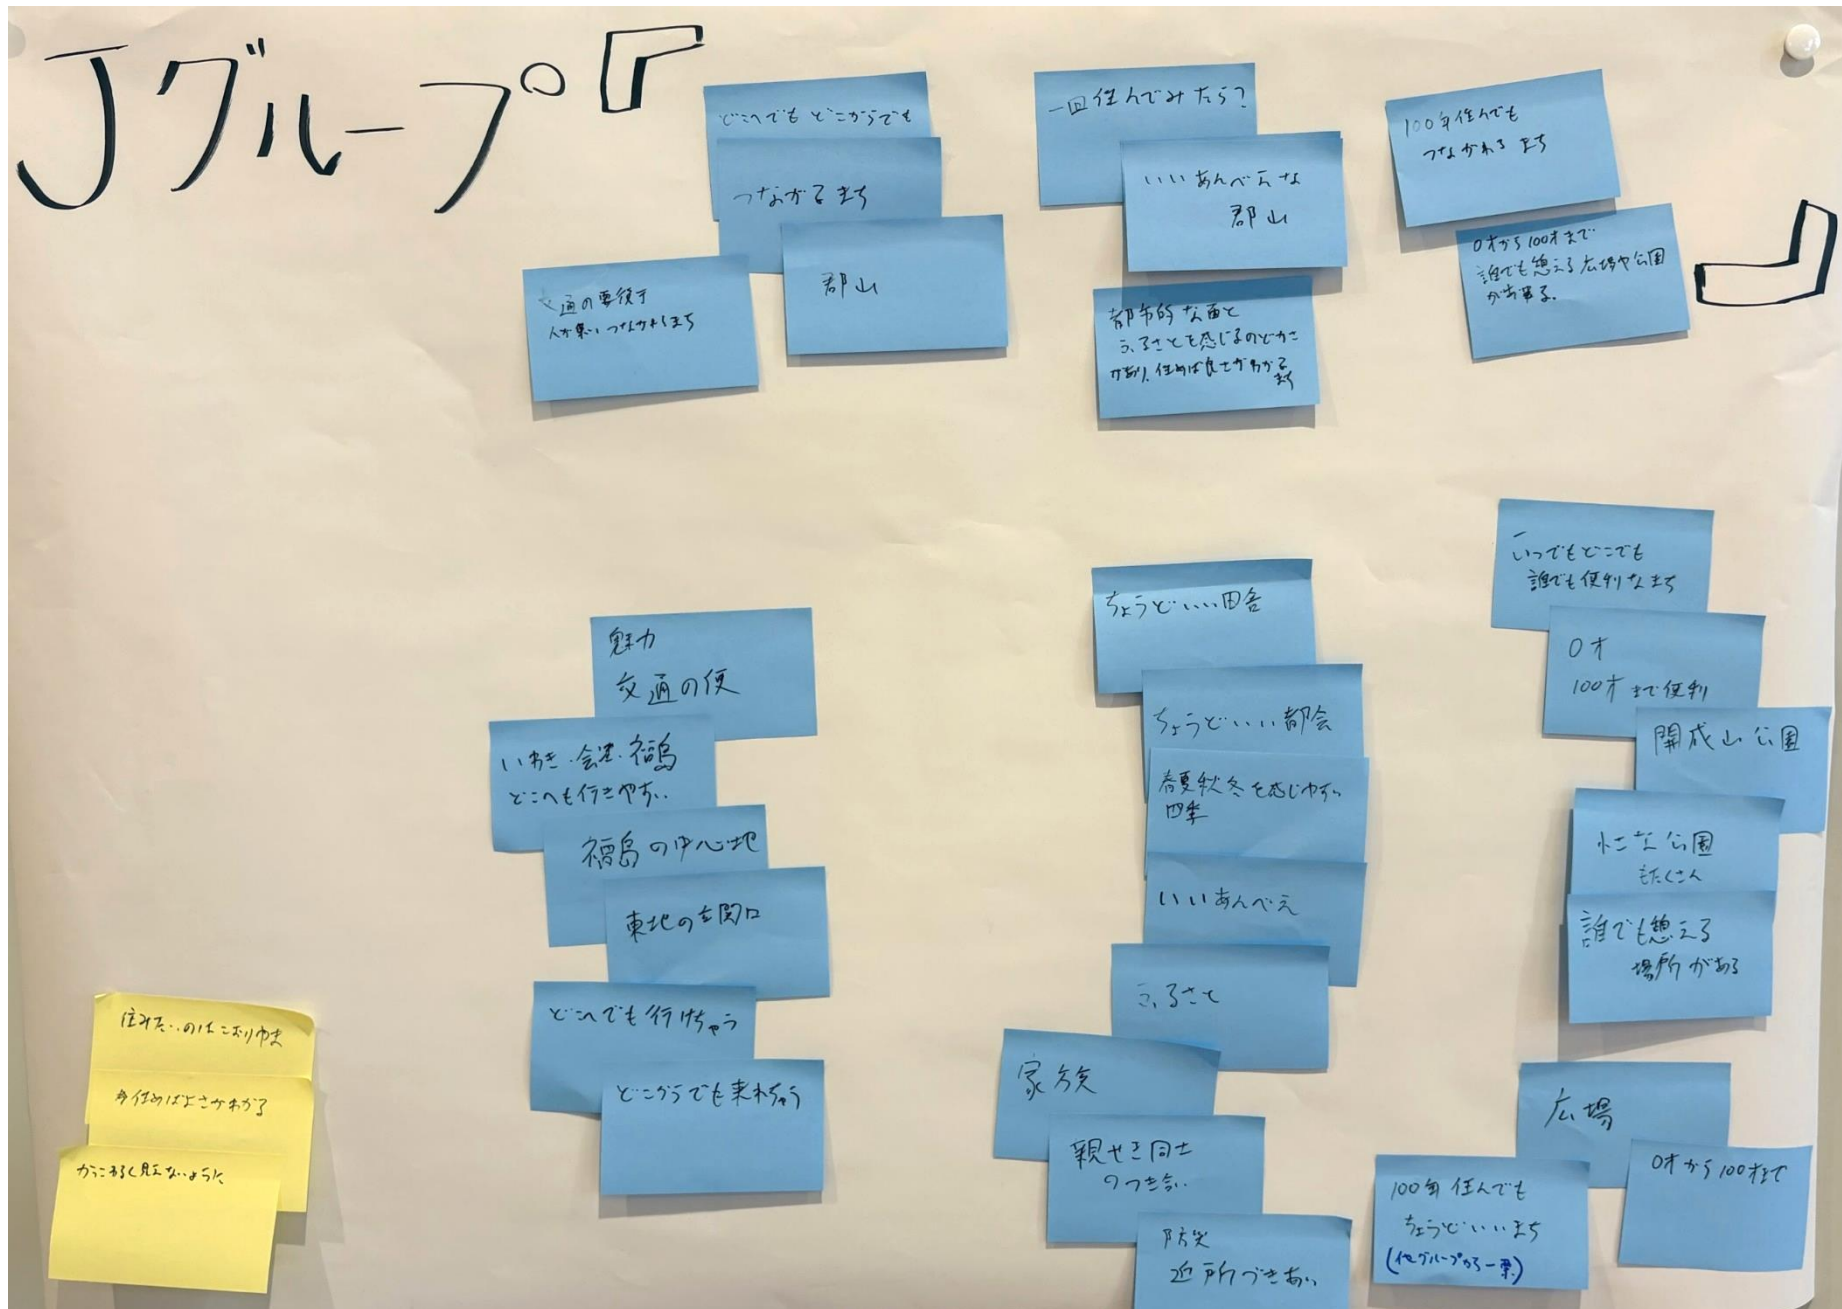 Jグループ
どこへでもどこからでも
つながるまち
郡山
交通の要役す
人が集いつながれるまち
一回住んでみたら?
いいあんべえな
郡山
都市的な面と
ふるさとを感じるのどかさ
があり、住めば良さがわかる
まち
100年住んでも
つながれるまち
0才から100才まで
誰でも憩える広場や公園
がある。
魅力
交通の便
いわき・会津・福島
どこへも行きやすい
福島の中心地
東北の玄関口
どこへでも行けちゃう
どこからでも来れちゃう
ちょうどいい田舎
ちょうどいい都会
春夏秋冬を感じやすい
四季
いいあんべえ
ふるさと
家族
親せき同士
のつき合い
防災
近所づきあい
いつでもどこでも
誰でも便利なまち
0才
100才まで便利
開成山公園
小さな公園
もたくさん
誰でも憩える
場所がある
広場
0才から100才まで
100年住んでも
ちょうどいいまち
(他グループから一票)
住みたいのはこおりやま
住めばよさがわかる
かっこわるく見えないように